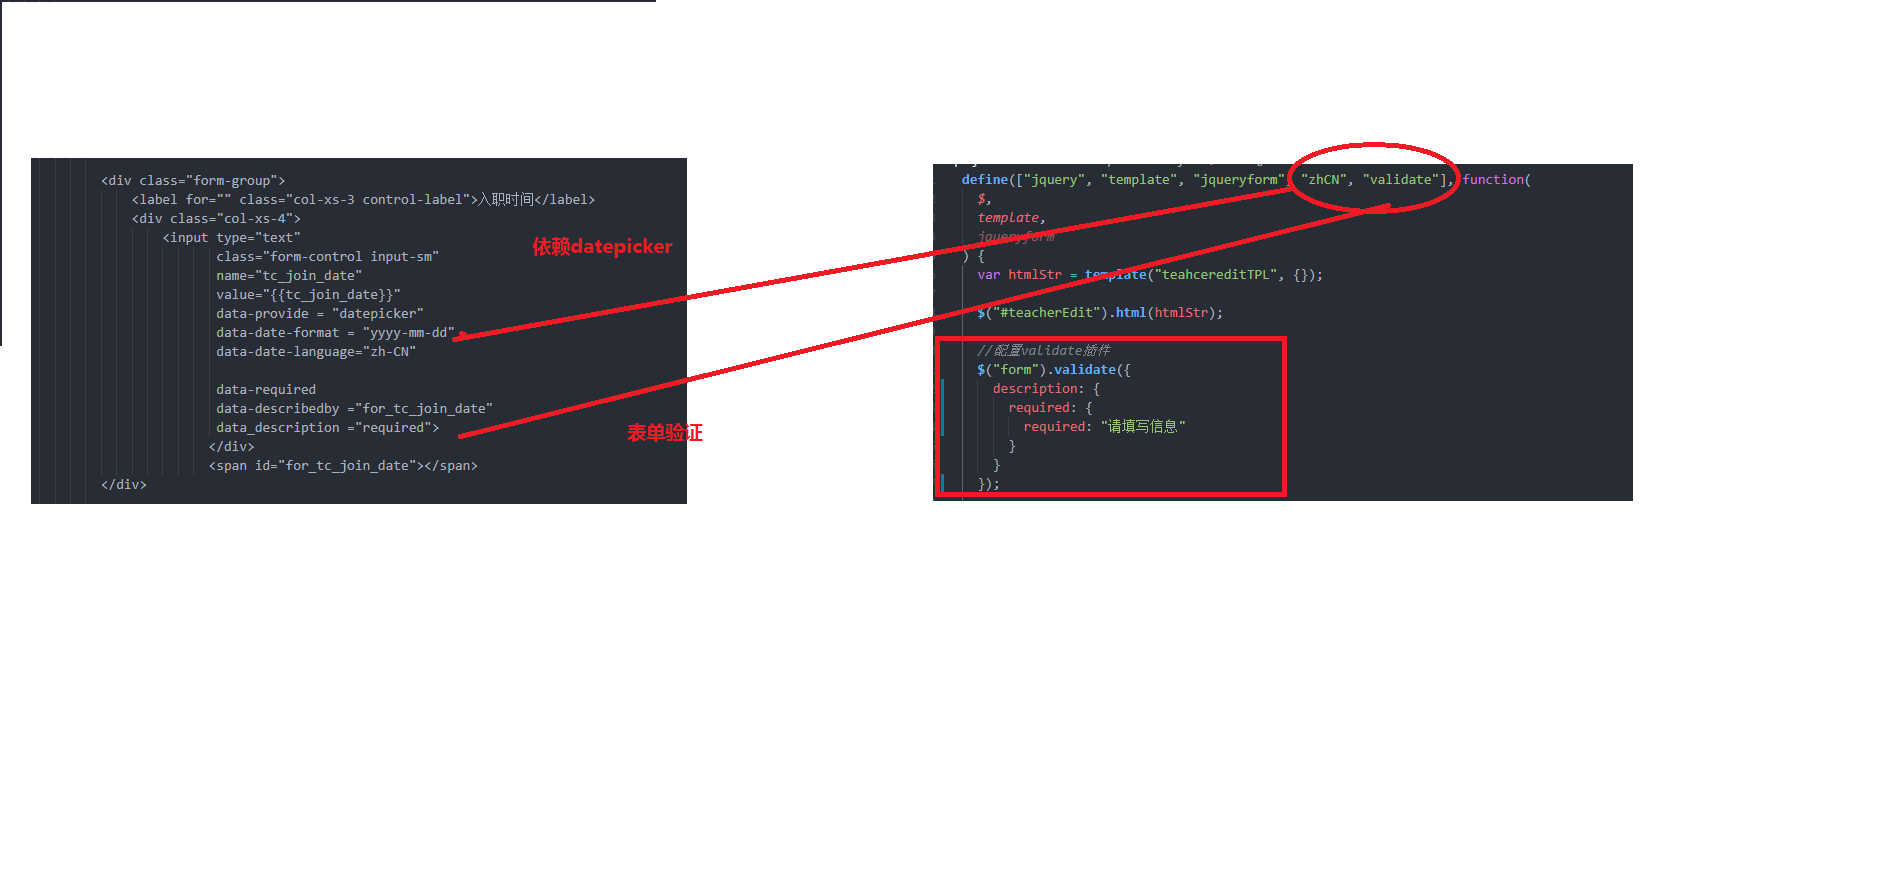 <div class="form-group">
<label for="" class="col-xs-3 control-label">入职时间</label>
<div class="col-xs-4">
<input type="text"
class="form-control input-sm"
name="tc_join_date"
value="{{tc_join_date}}"
data-provide = "datepicker"
data-date-format = "yyyy-mm-dd"
data-date-language="zh-CN"
data-required
data-describedby ="for_tc_join_date"
data_description ="required">
</div>
<span id="for_tc_join_date"></span>
</div>
依赖datepicker
表单验证
define(["jquery", "template", "jqueryform", "zhCN", "validate"], function(
$,
template,
jqueryform
) {
var htmlStr = template("teahcereditTPL", {});
$("#teacherEdit").html(htmlStr);
//配置validate插件
$("form").validate({
description: {
required: {
required: "请填写信息"
}
}
});